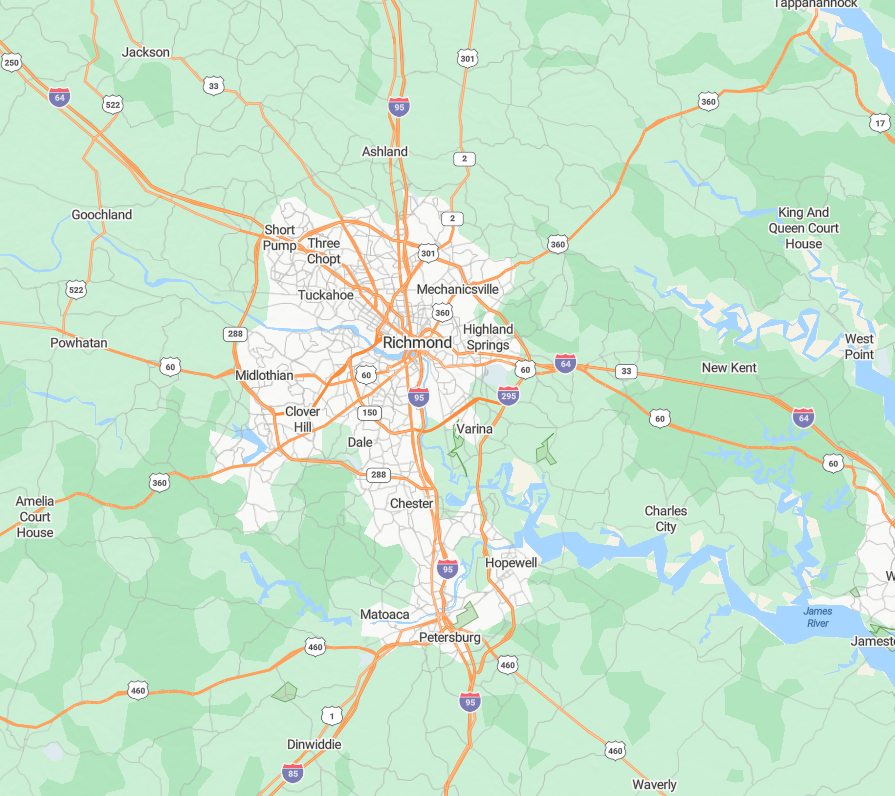 Tappahannock
Jackson
250
33
301
64
522
95
360
17
Ashland
2
Goochland
2
King And
Queen Court
House
Short
Pump
Three
Chopt
301
360
522
Tuckahoe
Mechanicsville
360
288
Highland
Springs
Powhatan
Richmond
West
Point
60
Midlothian
60
60
64
33
New Kent
95
295
Clover
Hill
150
60
64
Dale
Varina
360
288
60
Amelia
Court
House
Chester
Charles
City
95
Hopewell
W
Matoaca
James
River
Petersburg
Jamest
460
460
460
95
1
Dinwiddie
460
85
Waverly